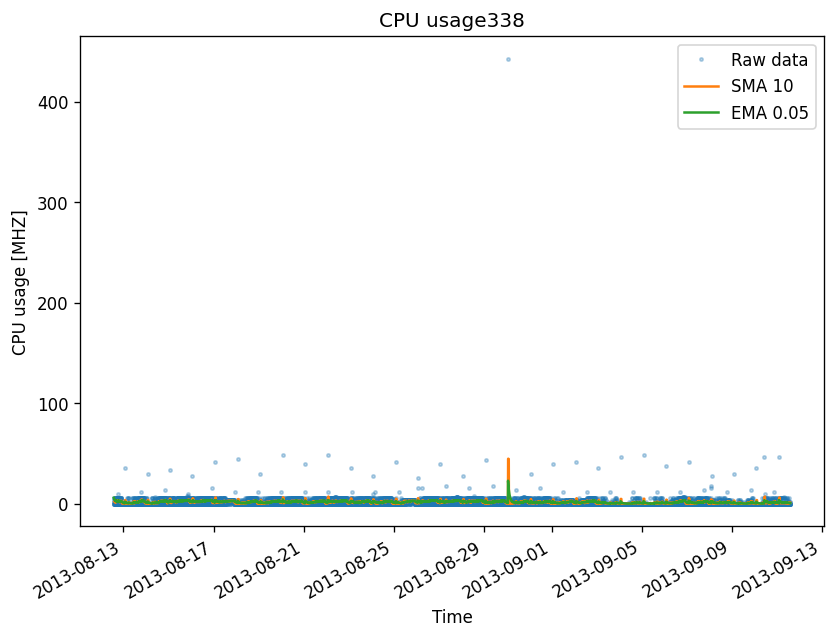 CPU usage338
Raw data
SMA 10
EMA 0.05
CPU usage [MHZ]
400
300
200
100
0
2013-08-13
2013-08-17
2013-08-21
2013-08-25
2013-08-29
2013-09-01
2013-09-05
2013-09-09
2013-09-13
Time